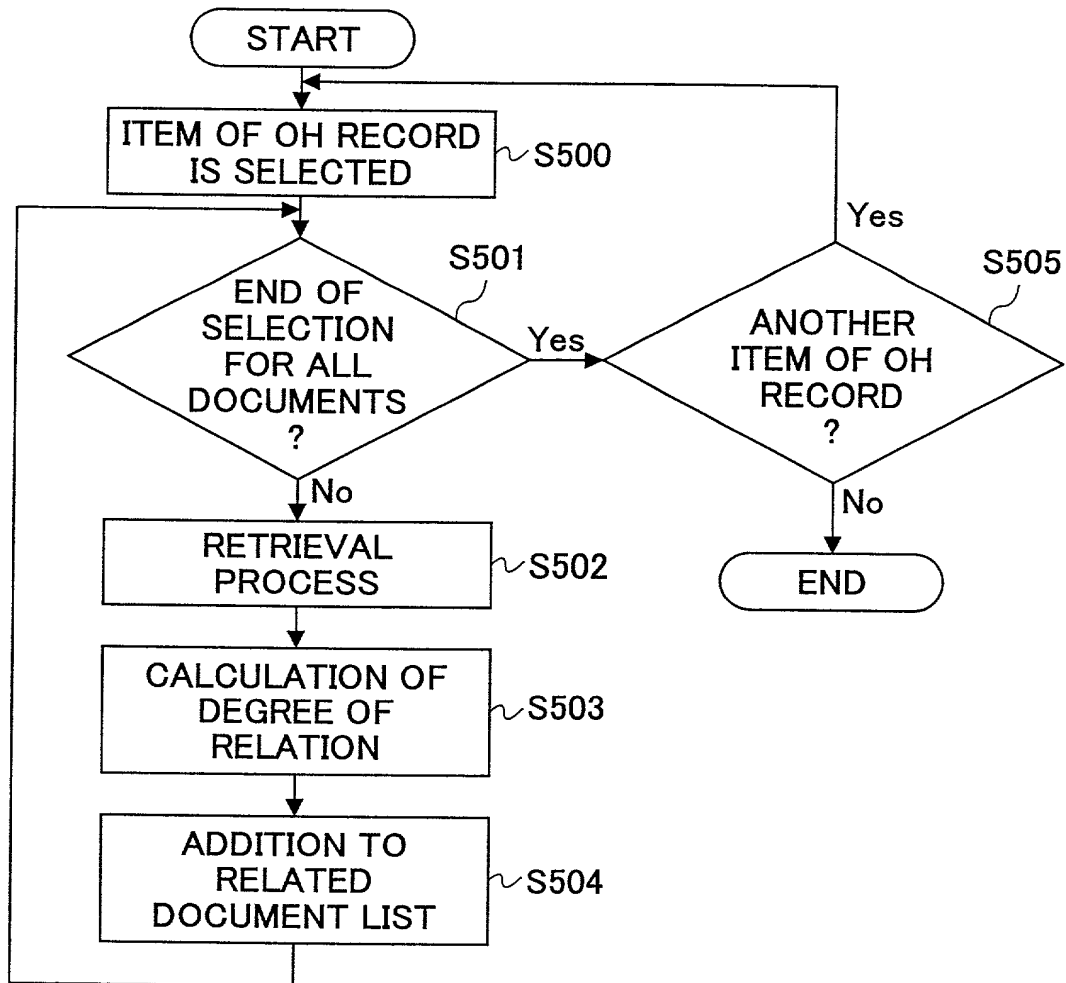 START
ITEM OF OH RECORD
IS SELECTED
S500
END OF
SELECTION
FOR ALL
DOCUMENTS
?
S501
Yes
No
RETRIEVAL
PROCESS
S502
CALCULATION OF
DEGREE OF
RELATION
S503
ADDITION TO
RELATED
DOCUMENT LIST
S504
Yes
S505
ANOTHER
ITEM OF OH
RECORD
?
No
END